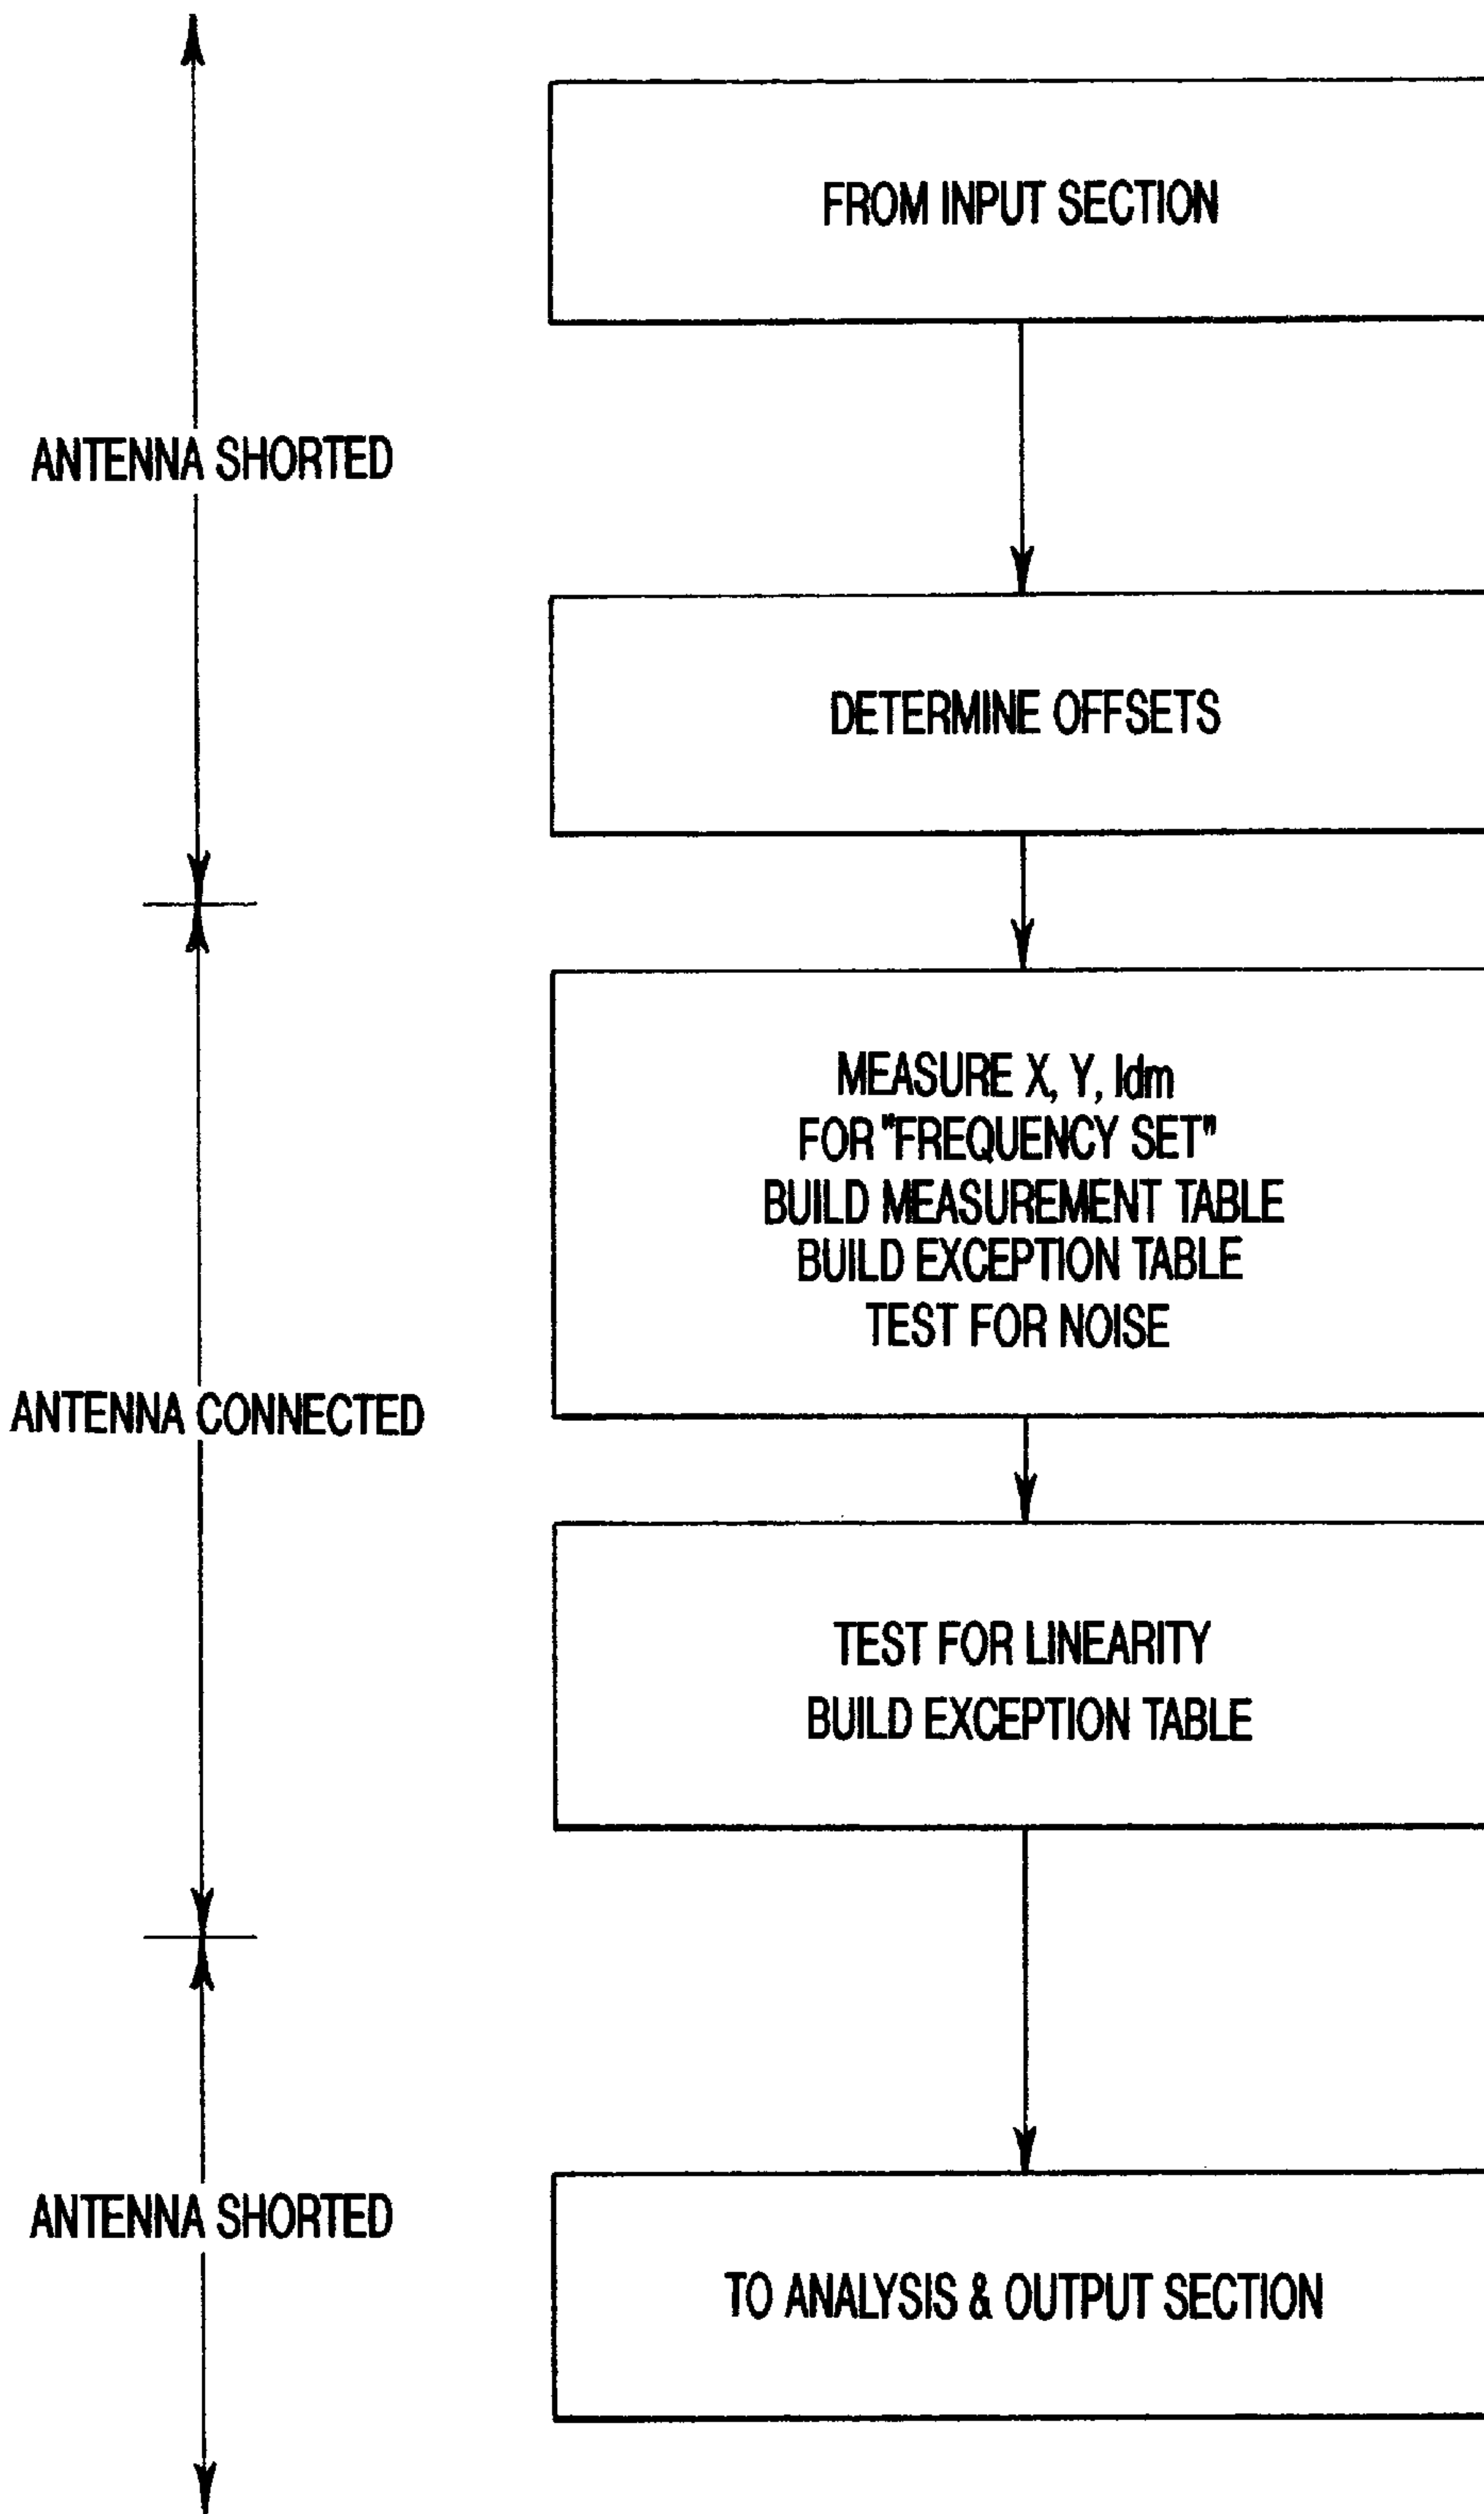 FROM INPUT SECTION
ANTENNA SHORTED
DETERMINE OFFSETS
MEASURE X, Y, Idm
FOR "FREQUENCY SET"
BUILD MEASUREMENT TABLE
BUILD EXCEPTION TABLE
TEST FOR NOISE
ANTENNA CONNECTED
TEST FOR LINEARITY
BUILD EXCEPTION TABLE
ANTENNA SHORTED
TO ANALYSIS & OUTPUT SECTION